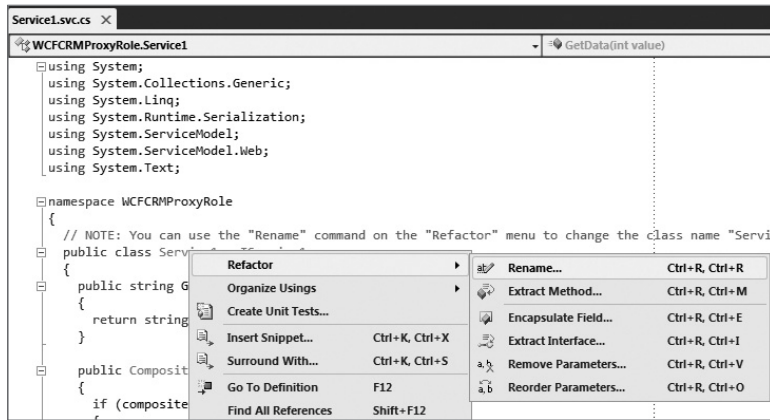 Service1.svc.cs X
WCFCRMProxyRole.Service1 GetData(int value)
using System;
using System.Collections.Generic;
using System.Linq;
using System.Runtime.Serialization;
using System.ServiceModel;
using System.ServiceModel.Web;
using System.Text;
namespace WCFCRMProxyRole
{
// NOTE: You can use the "Rename" command on the "Refactor" menu to change the class name "Servi
public class Serv
{
public string G
{
return string
}
public Composit
{
if (composite
Refactor
Organize Usings
Create Unit Tests...
Insert Snippet... Ctrl+K, Ctrl+X
Surround With... Ctrl+K, Ctrl+S
Go To Definition F12
Find All References Shift+F12
Rename... Ctrl+R, Ctrl+R
Extract Method... Ctrl+R, Ctrl+M
Encapsulate Field... Ctrl+R, Ctrl+E
Extract Interface... Ctrl+R, Ctrl+I
Remove Parameters... Ctrl+R, Ctrl+V
Reorder Parameters... Ctrl+R, Ctrl+O